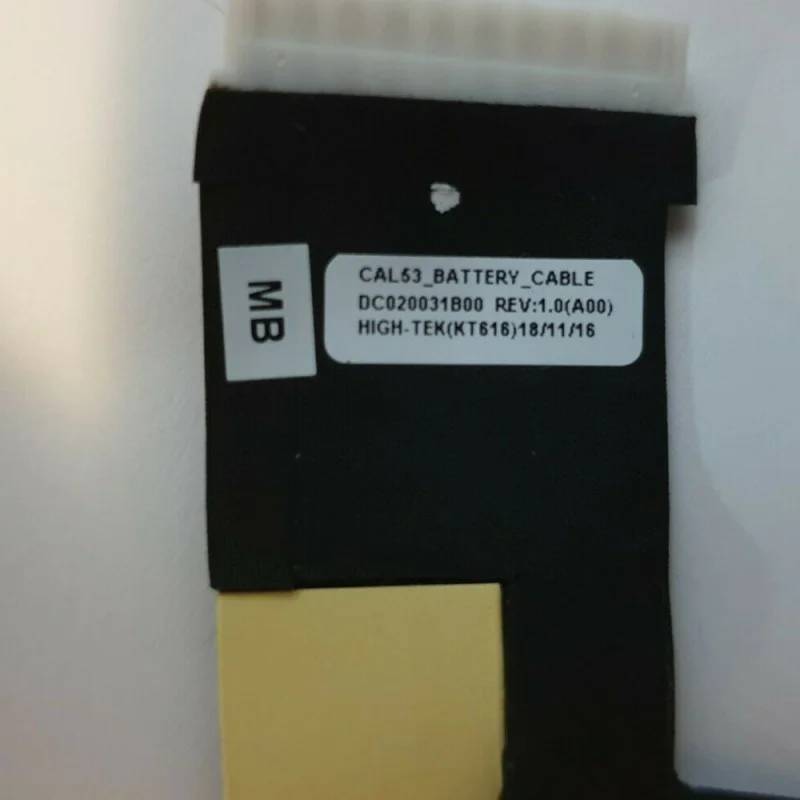 MB
CAL53_BATTERY_CABLE
DC020031B00 REV:1.0(A00)
HIGH-TEK(KT616)18/11/16